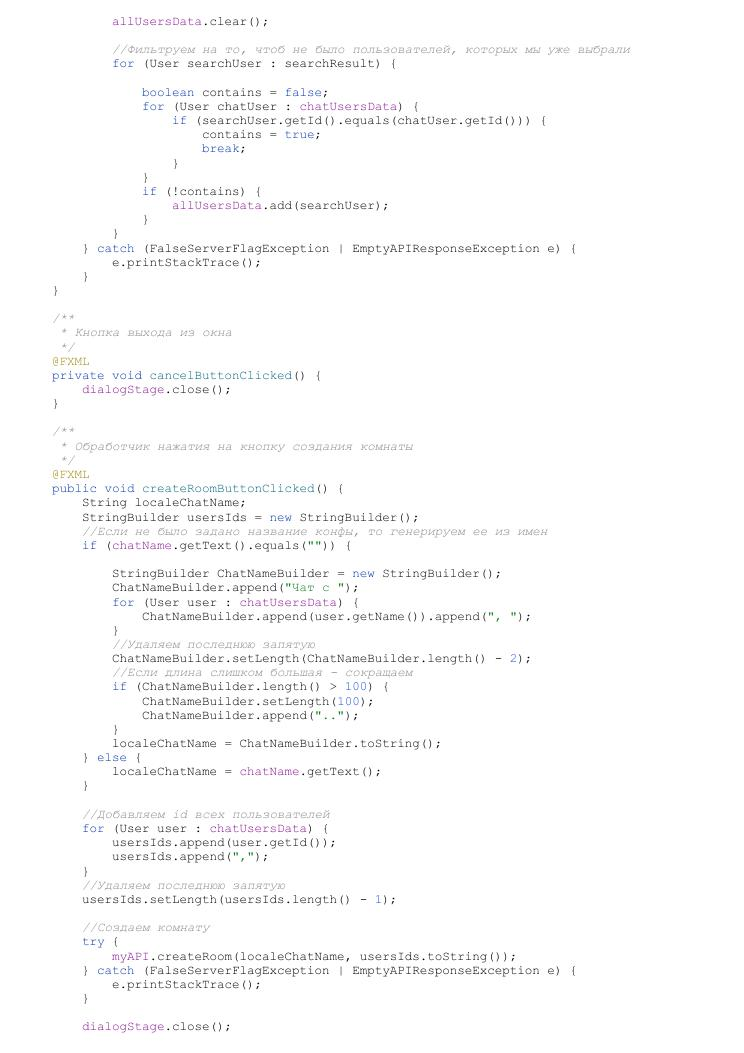 allUsersData.clear();
//Фильтруем на то, чтоб не было пользователей, которых мы уже выбрали
for (User searchUser : searchResult) {
boolean contains = false;
for (User chatUser : chatUsersData) {
if (searchUser.getId().equals(chatUser.getId())) {
contains = true;
break;
}
}
if (!contains) {
allUsersData.add(searchUser);
}
}
} catch (FalseServerFlagException | EmptyAPIResponseException e) {
e.printStackTrace();
}
}
/**
* Кнопка выхода из окна
*/
@FXML
private void cancelButtonClicked() {
dialogStage.close();
}
/**
* Обработчик нажатия на кнопку создания комнаты
*/
@FXML
public void createRoomButtonClicked() {
String localeChatName;
StringBuilder usersIds = new StringBuilder();
//Если не было задано название конфы, то генерируем ее из имен
if (chatName.getText().equals("")) {
StringBuilder ChatNameBuilder = new StringBuilder();
ChatNameBuilder.append("Чат с ");
for (User user : chatUsersData) {
ChatNameBuilder.append(user.getName()).append(", ");
}
//Удаляем последнюю запятую
ChatNameBuilder.setLength(ChatNameBuilder.length() - 2);
//Если длина слишком большая - сокращаем
if (ChatNameBuilder.length() > 100) {
ChatNameBuilder.setLength(100);
ChatNameBuilder.append("..");
}
localeChatName = ChatNameBuilder.toString();
} else {
localeChatName = chatName.getText();
}
//Добавляем id всех пользователей
for (User user : chatUsersData) {
usersIds.append(user.getId());
usersIds.append(",");
}
//Удаляем последнюю запятую
usersIds.setLength(usersIds.length() - 1);
//Создаем комнату
try {
myAPI.createRoom(localeChatName, usersIds.toString());
} catch (FalseServerFlagException | EmptyAPIResponseException e) {
e.printStackTrace();
}
dialogStage.close();